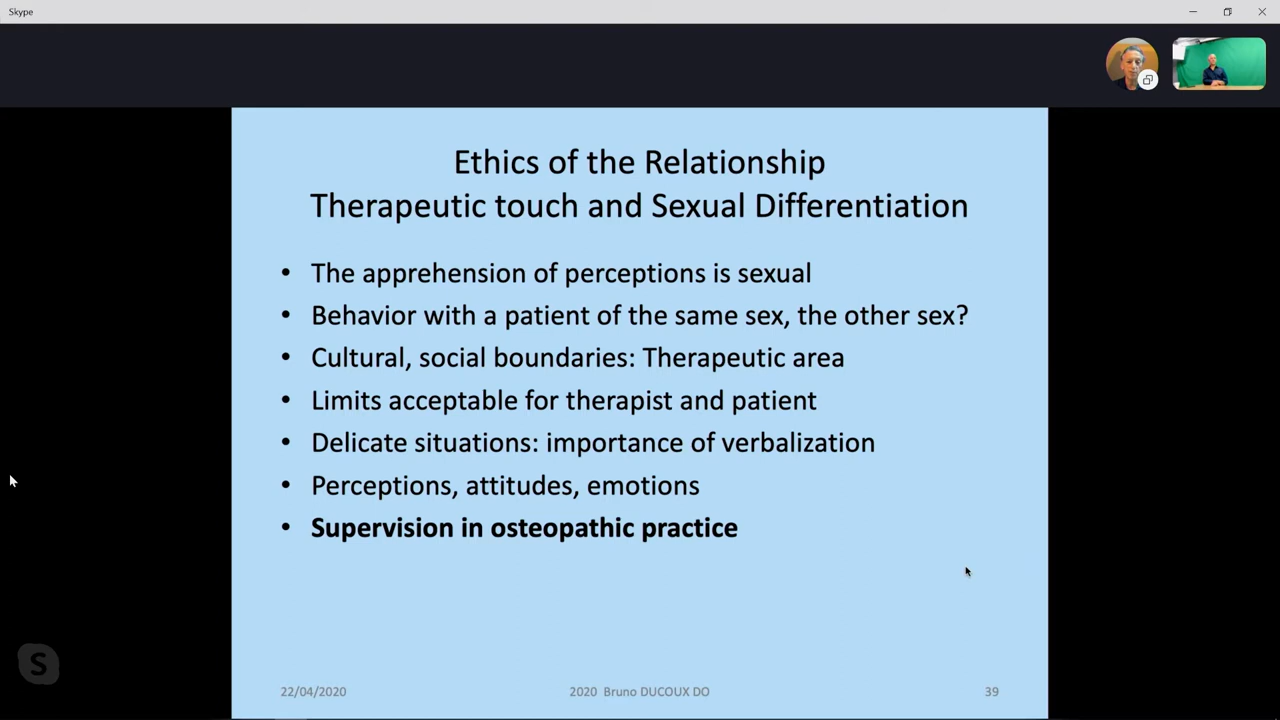 Skype
Ethics of the Relationship
Therapeutic touch and Sexual Differentiation
• The apprehension of perceptions is sexual
• Behavior with a patient of the same sex, the other sex?
• Cultural, social boundaries: Therapeutic area
• Limits acceptable for therapist and patient
• Delicate situations: importance of verbalization
• Perceptions, attitudes, emotions
• Supervision in osteopathic practice
S
22/04/2020 2020 Bruno DUCOUX DO 39